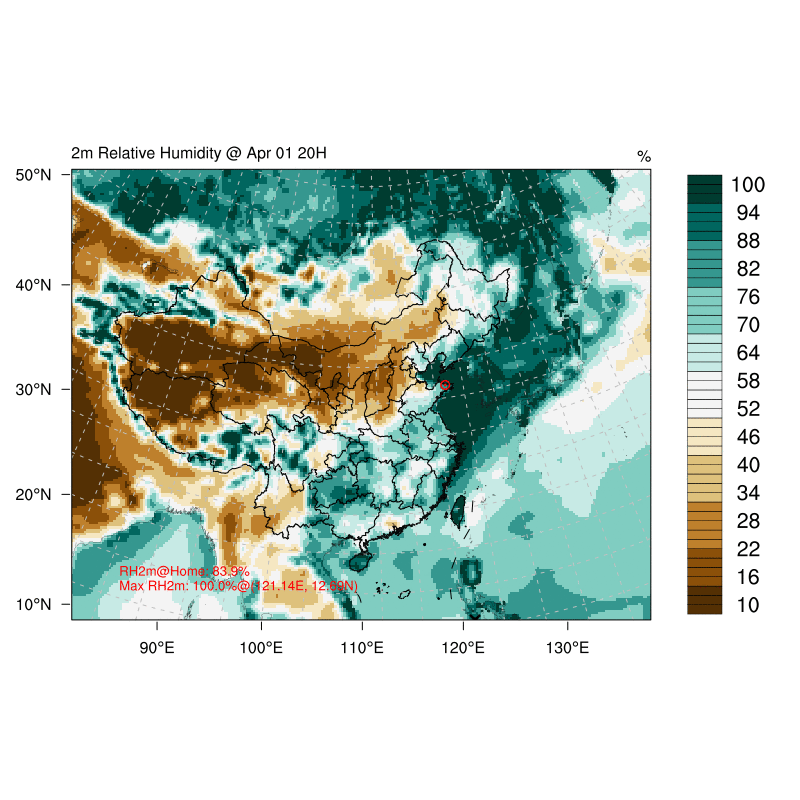 2m Relative Humidity @ Apr 01 20H
%
50°N
40°N
30°N
20°N
10°N
90°E
100°E
110°E
120°E
130°E
100
94
88
82
76
70
64
58
52
46
40
34
28
22
16
10
RH2m@Home: 83.9%
Max RH2m: 100.0%@(121.14E, 12.69N)